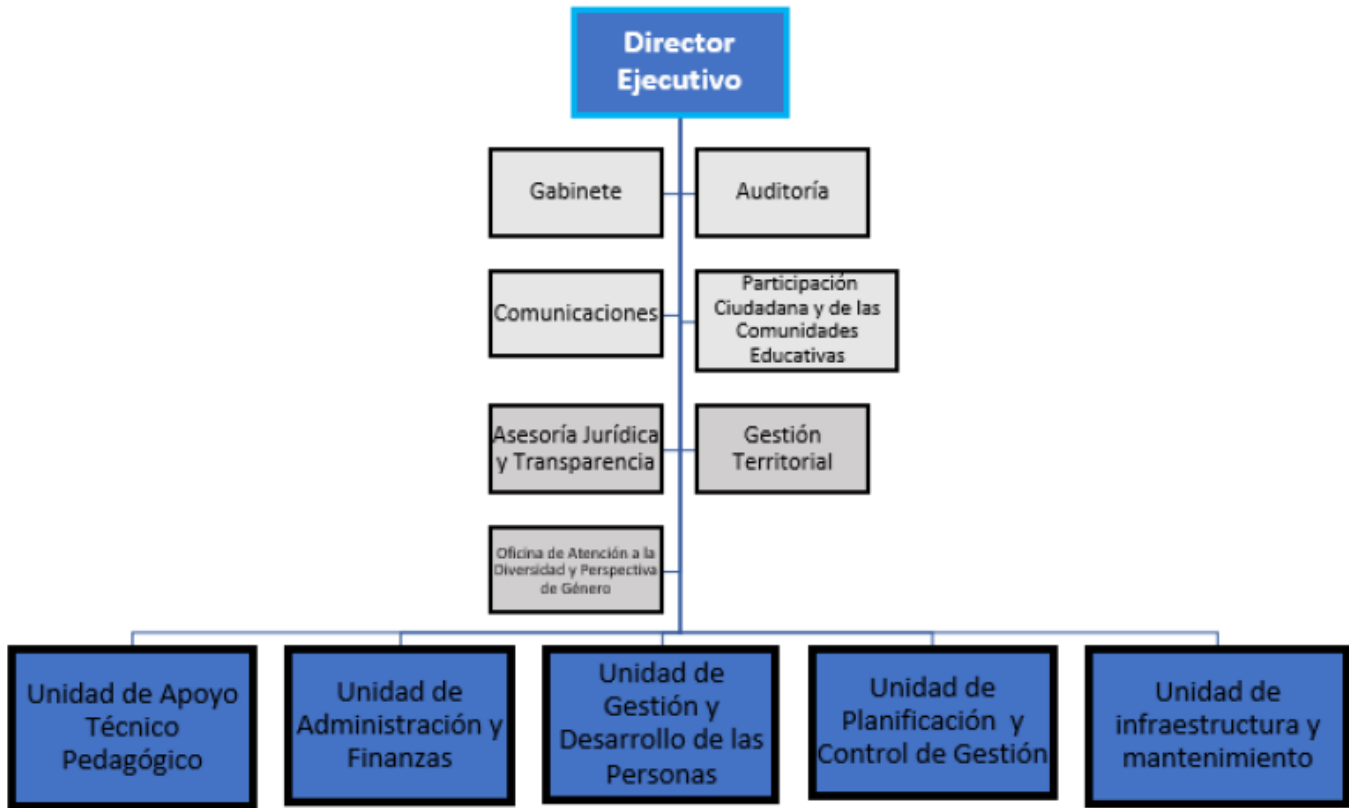 Director
Ejecutivo
Gabinete
Auditoría
Comunicaciones
Participación
Ciudadana y de las
Comunidades
Educativas
Asesoría Jurídica
y Transparencia
Gestión
Territorial
Oficina de Atención a la
Diversidad y Perspectiva
de Género
Unidad de Apoyo
Técnico
Pedagógico
Unidad de
Administración y
Finanzas
Unidad de
Gestión y
Desarrollo de las
Personas
Unidad de
Planificación y
Control de Gestión
Unidad de
infraestructura y
mantenimiento